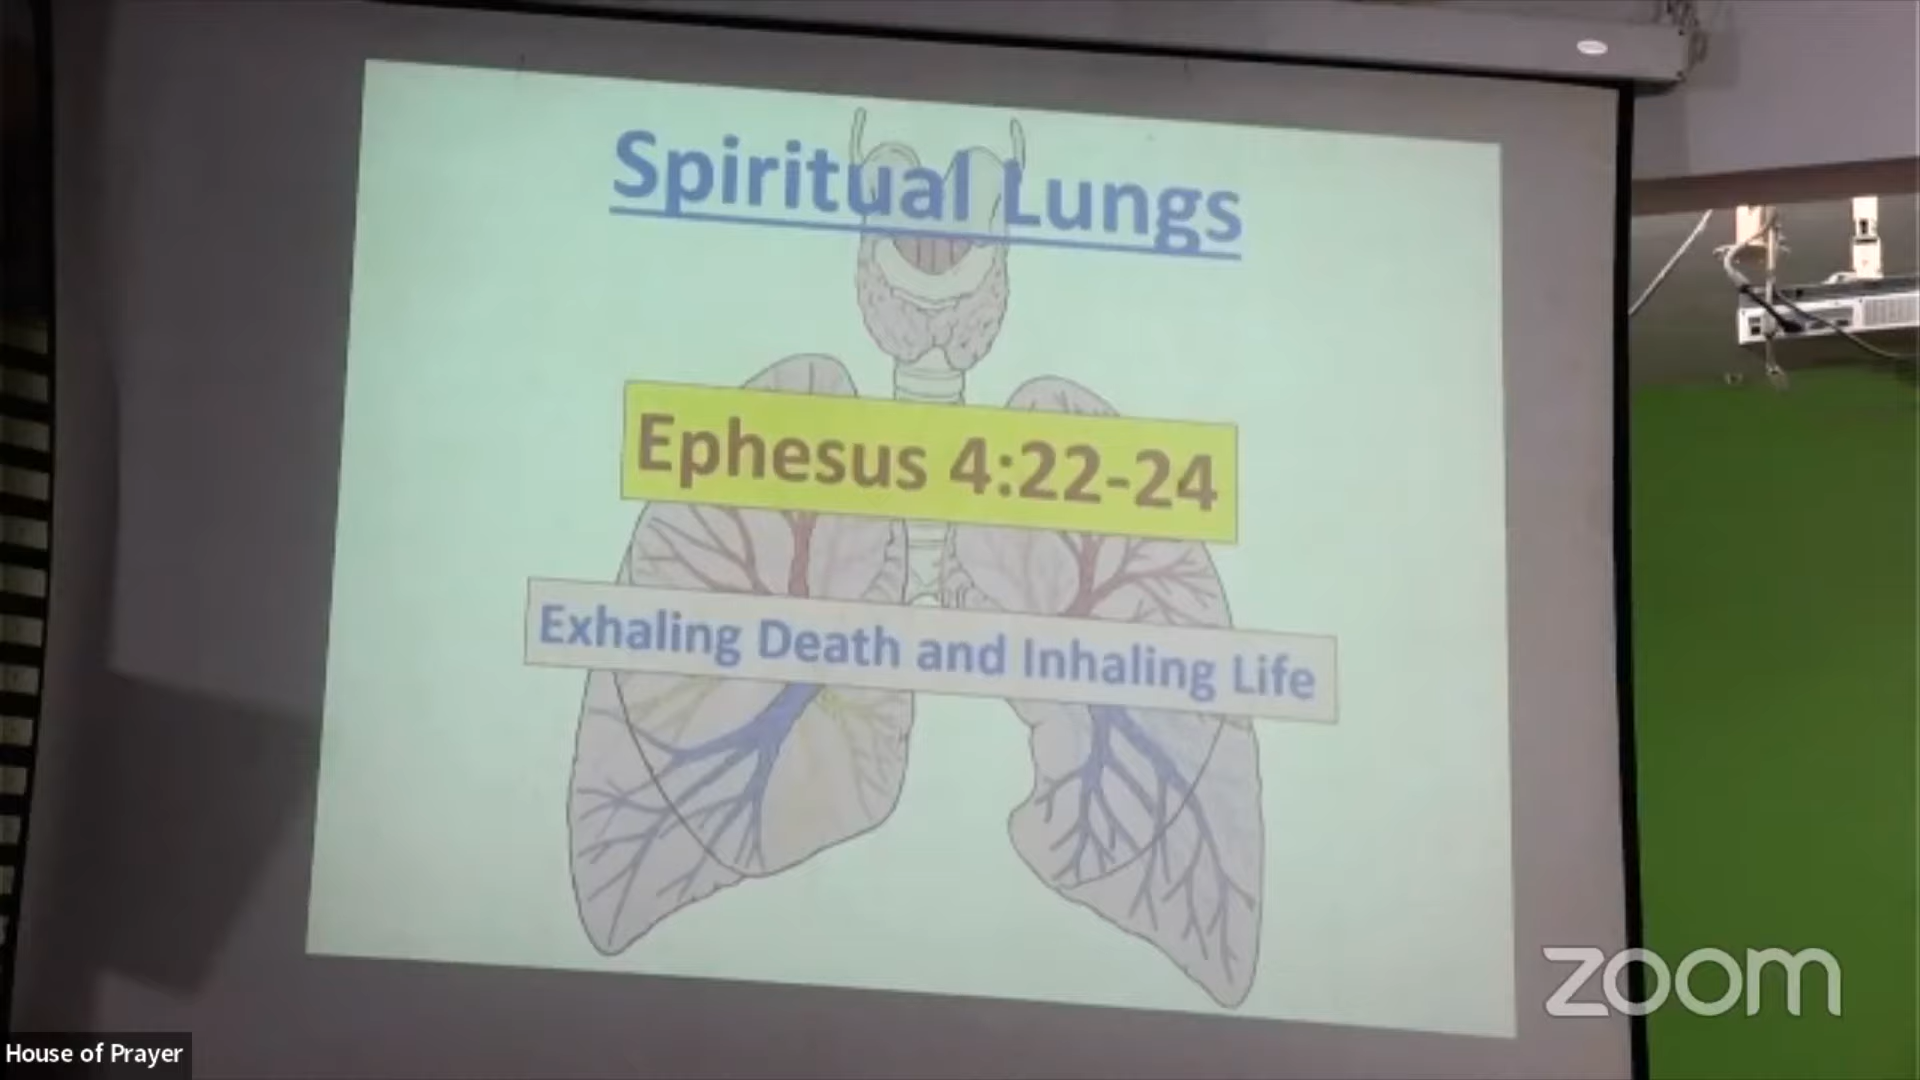 Spiritual Lungs
Ephesus 4:22-24
Exhaling Death and Inhaling Life
zoom
House of Prayer